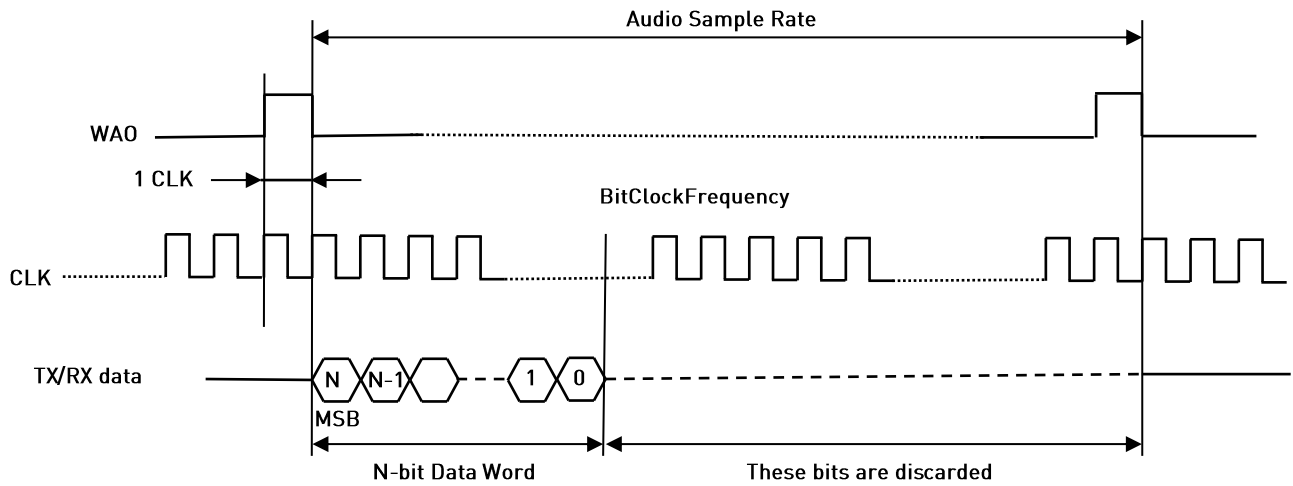 Audio Sample Rate
WAO
1 CLK
BitClockFrequency
CLK
TX/RX data
N N-1 1 0
MSB
N-bit Data Word These bits are discarded